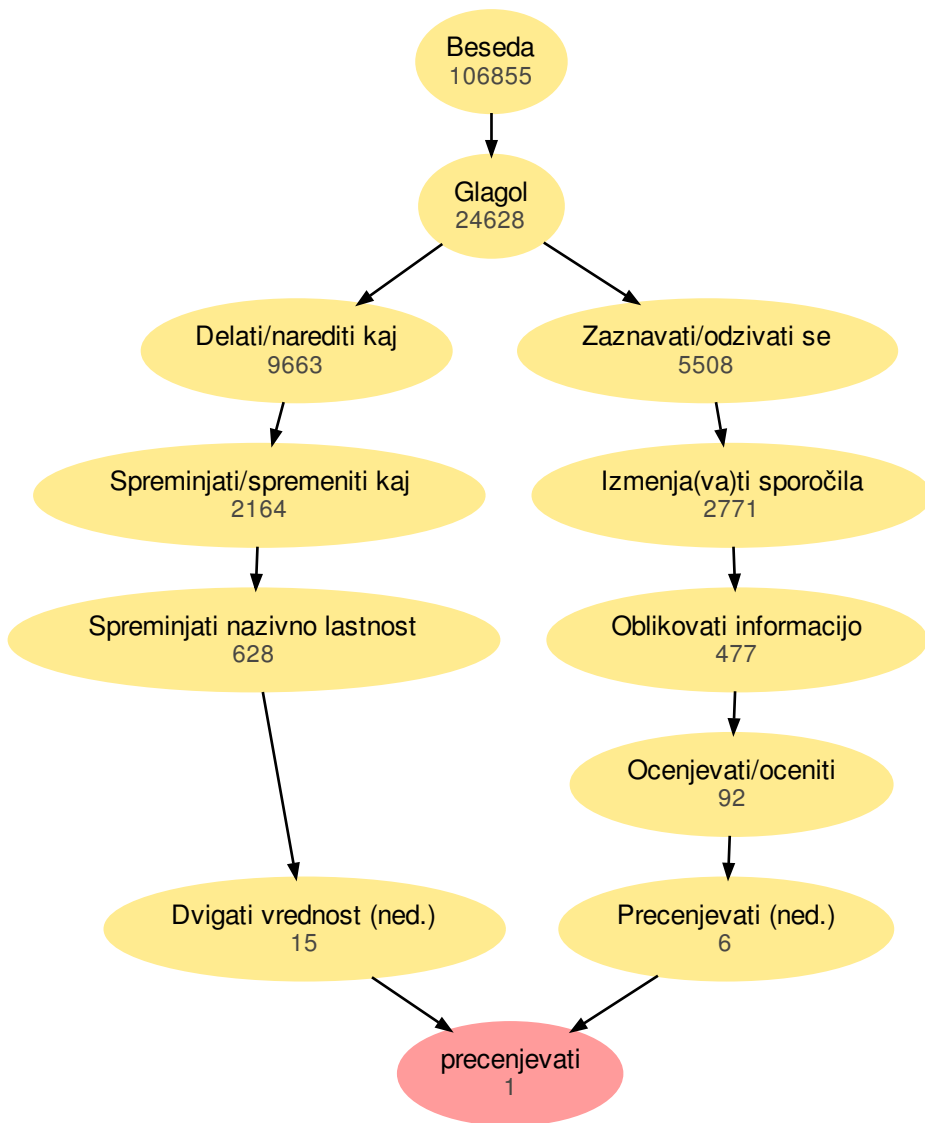 Beseda
106855
Glagol
24628
Delati/narediti kaj
9663
Zaznavati/odzivati se
5508
Spreminjati/spremeniti kaj
2164
Izmenja(va)ti sporočila
2771
Spreminjati nazivno lastnost
628
Oblikovati informacijo
477
Ocenjevati/oceniti
92
Dvigati vrednost (ned.)
15
Precenjevati (ned.)
6
precenjevati
1